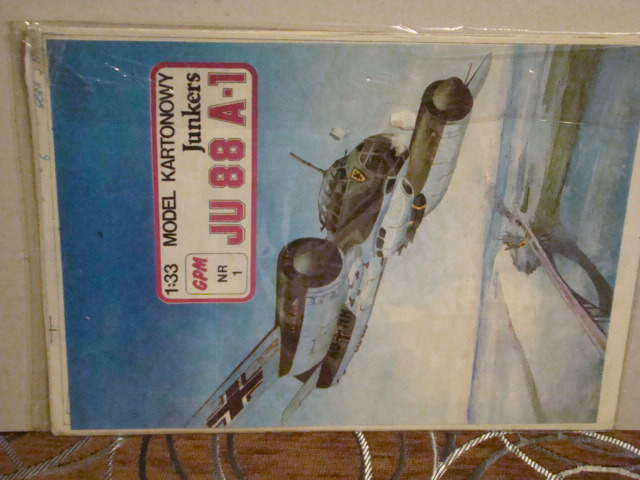 1:33 MODEL KARTONOWY
GPM
NR
1
Junkers
JU 88 A-1